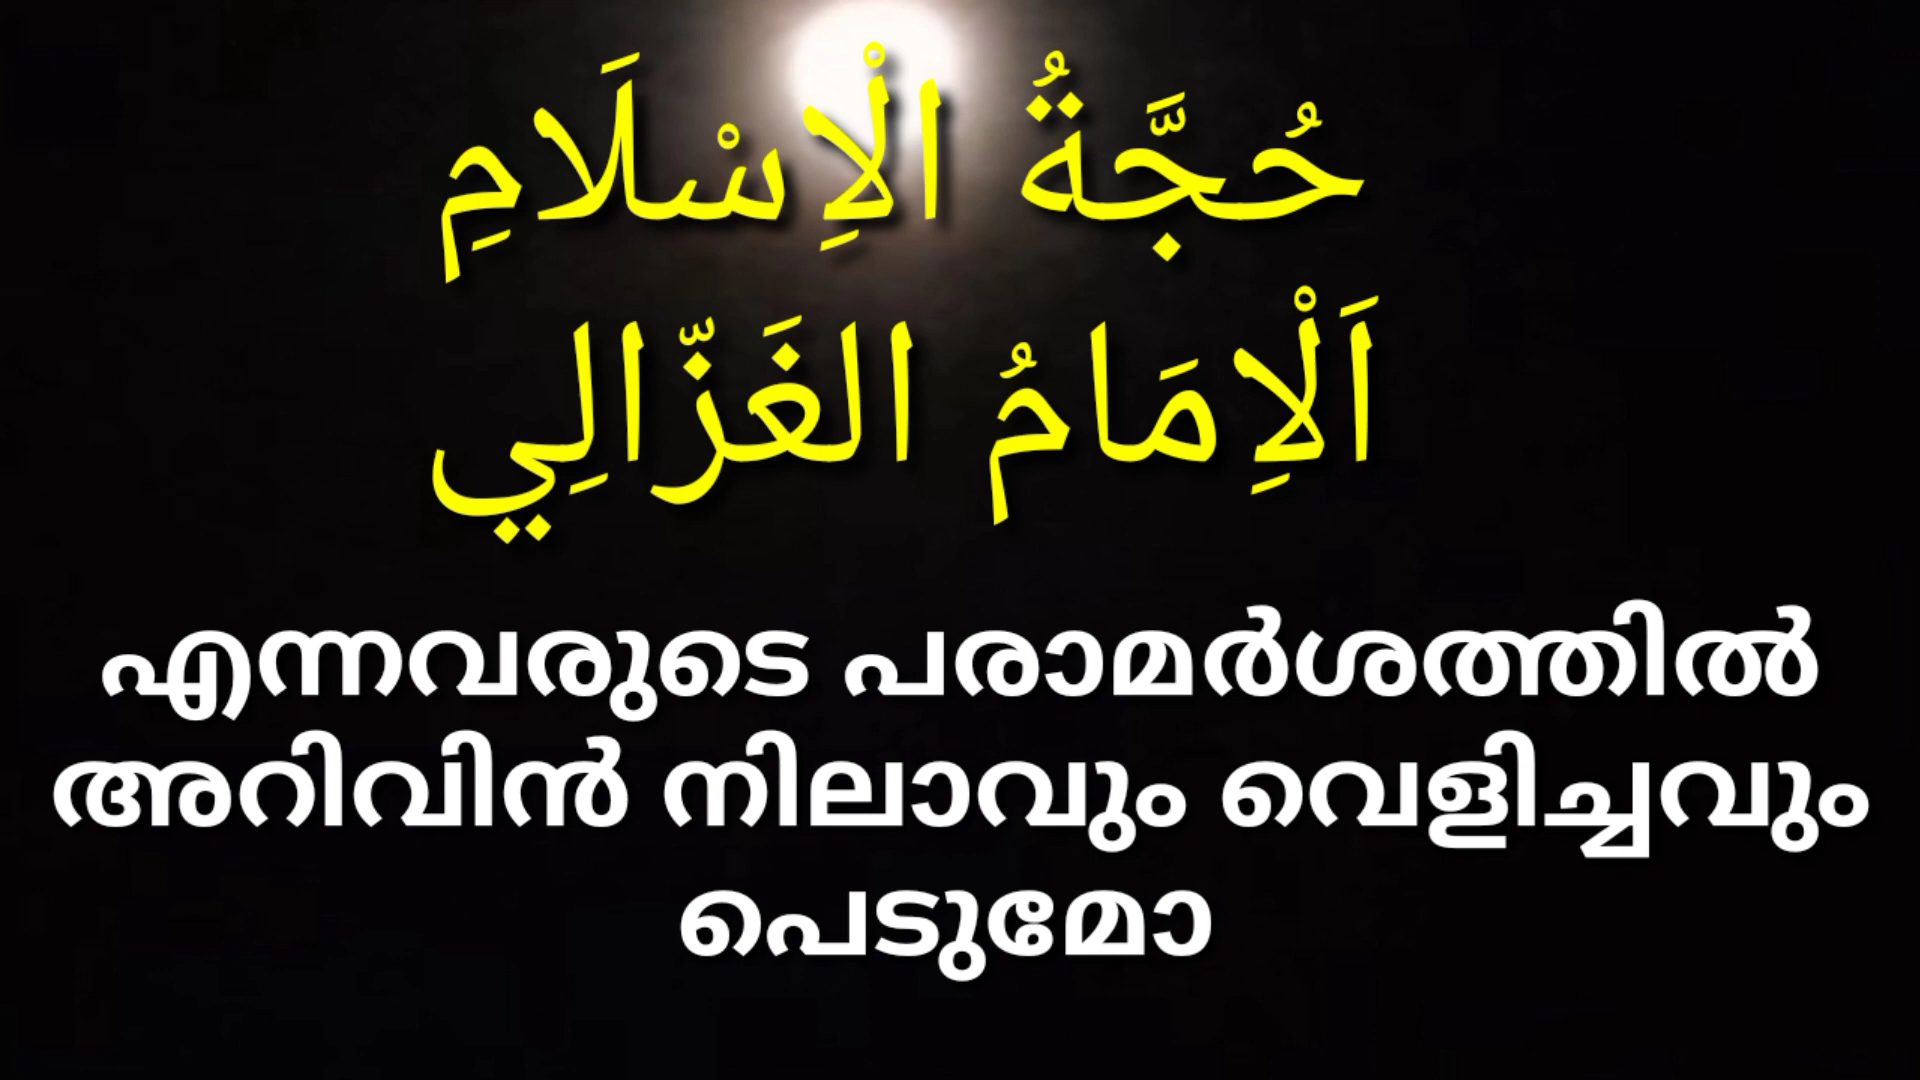 حُجَّةُ الْاِسْلَامِ
اَلْاِمَامُ الغَزّالِي
എന്നവരുടെ പരാമർശത്തിൽ
അറിവിൻ നിലാവും വെളിച്ചവും
പെടുമോ